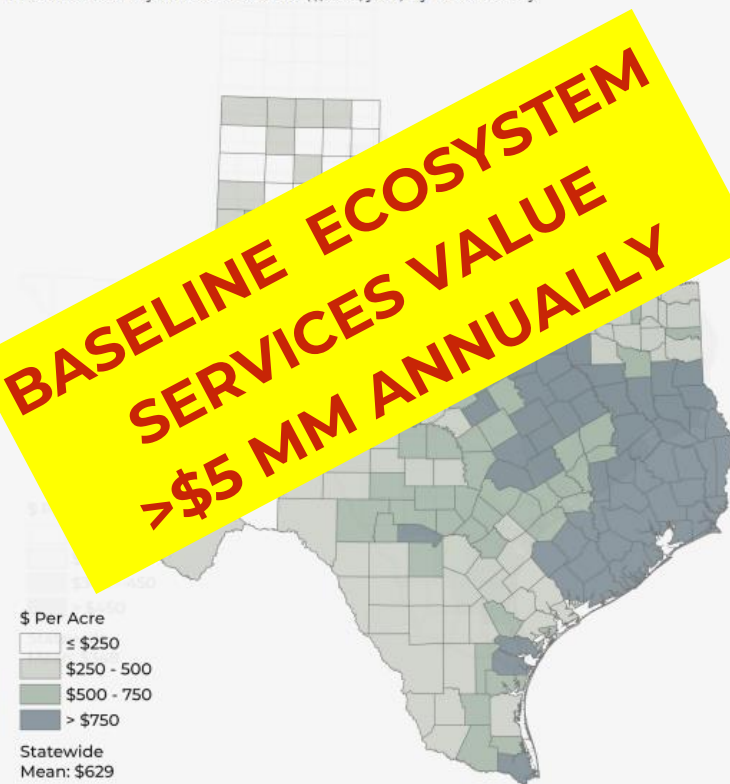 BASELINE ECOSYSTEM
SERVICES VALUE
>$5 MM ANNUALLY
$ Per Acre
≤ $250
$250 - 500
$500 - 750
> $750
Statewide
Mean: $629